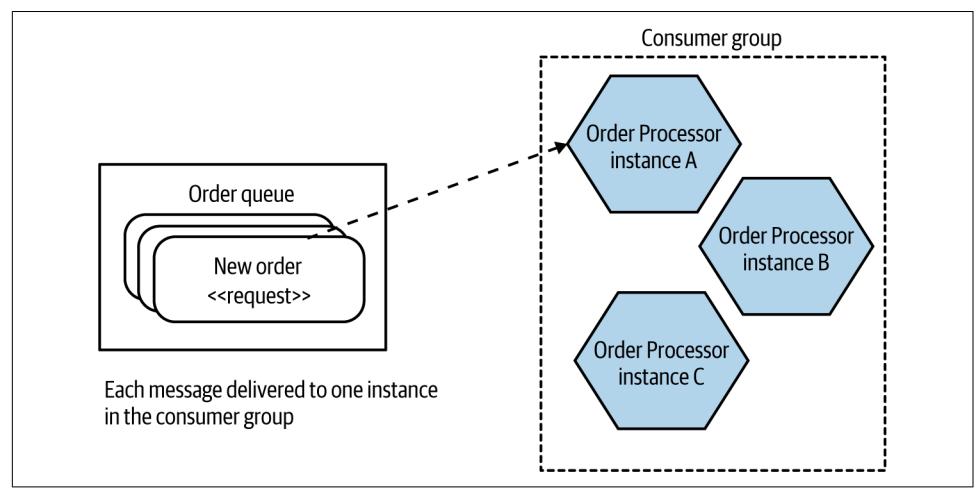 Consumer group
Order Processor
instance A
Order queue
New order
<<request>>
Order Processor
instance B
Order Processor
instance C
Each message delivered to one instance
in the consumer group